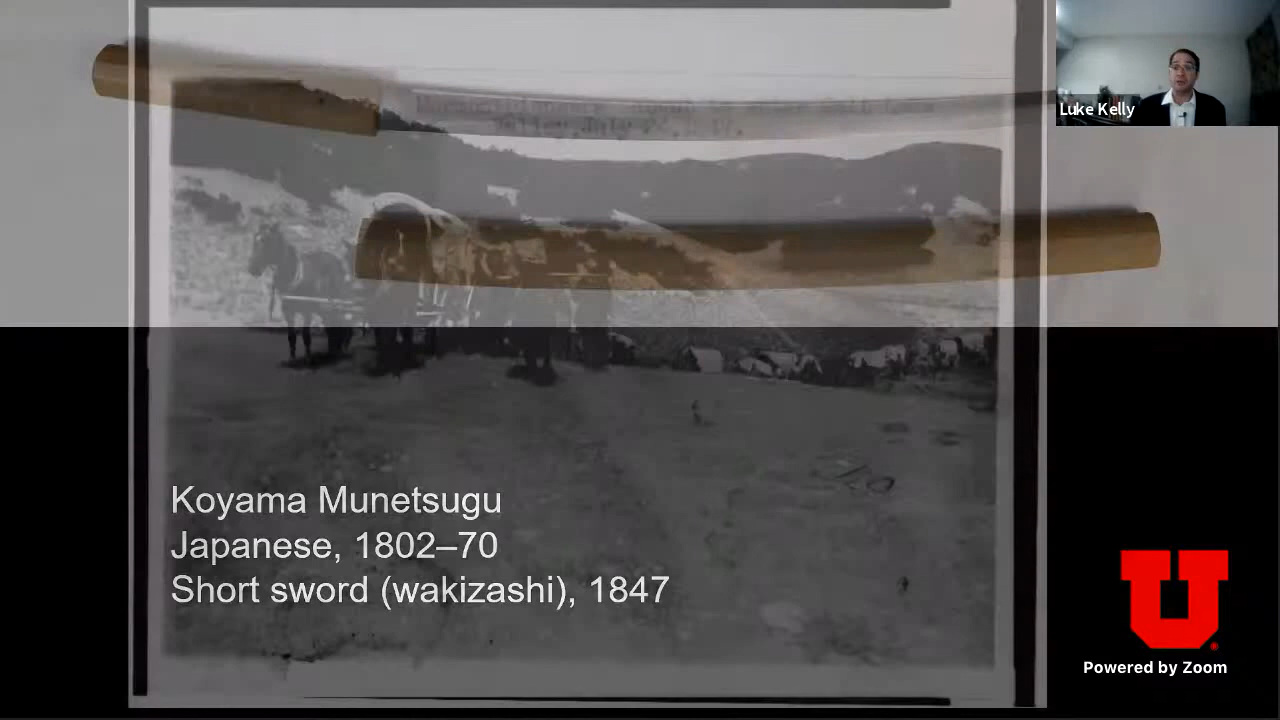 Luke Kelly
Koyama Munetsugu
Japanese, 1802–70
Short sword (wakizashi), 1847
U
Powered by Zoom